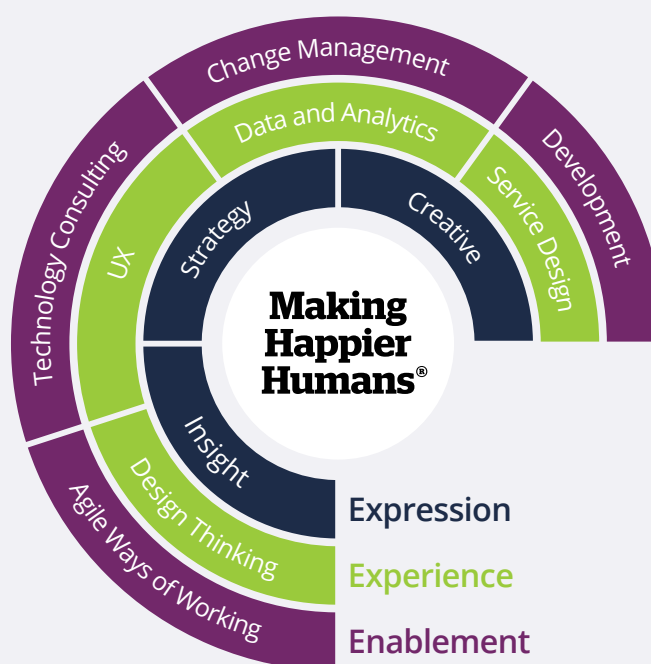 Change Management
Data and Analytics
Development
Technology Consulting
Service Design
Strategy
Creative
UX
Making
Happier
Humans®
Insight
Design Thinking
Agile Ways of Working
Expression
Experience
Enablement